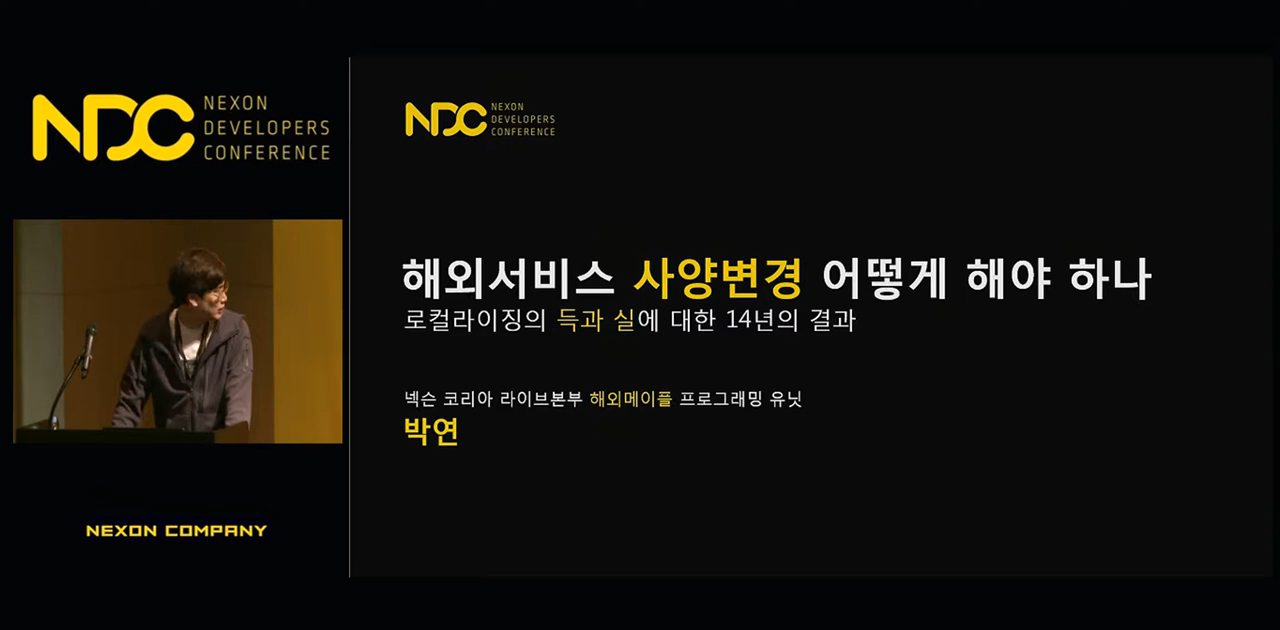 NDC
NEXON
DEVELOPERS
CONFERENCE
NEXON COMPANY
NDC
NEXON
DEVELOPERS
CONFERENCE
해외서비스 사양변경 어떻게 해야 하나
로컬라이징의 득과 실에 대한 14년의 결과
넥슨 코리아 라이브본부 해외메이플 프로그래밍 유닛
박연